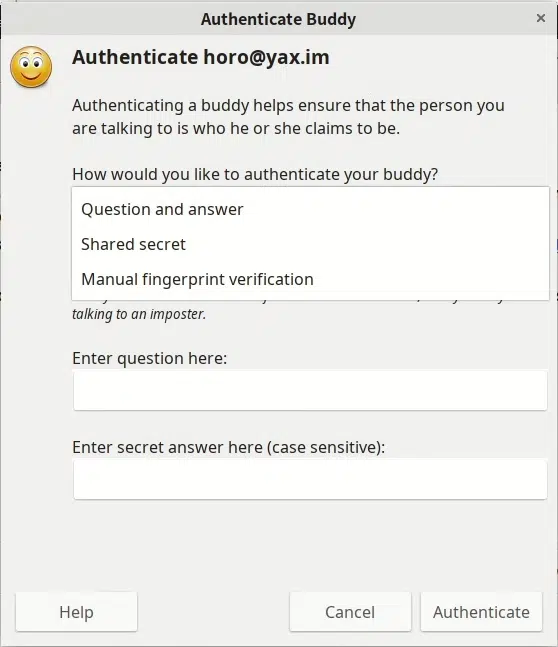 Authenticate Buddy
Authenticate horo@yax.im
Authenticating a buddy helps ensure that the person you
are talking to is who he or she claims to be.
How would you like to authenticate your buddy?
Question and answer
Shared secret
Manual fingerprint verification
talking to an imposter.
Enter question here:
Enter secret answer here (case sensitive):
Help
Cancel
Authenticate